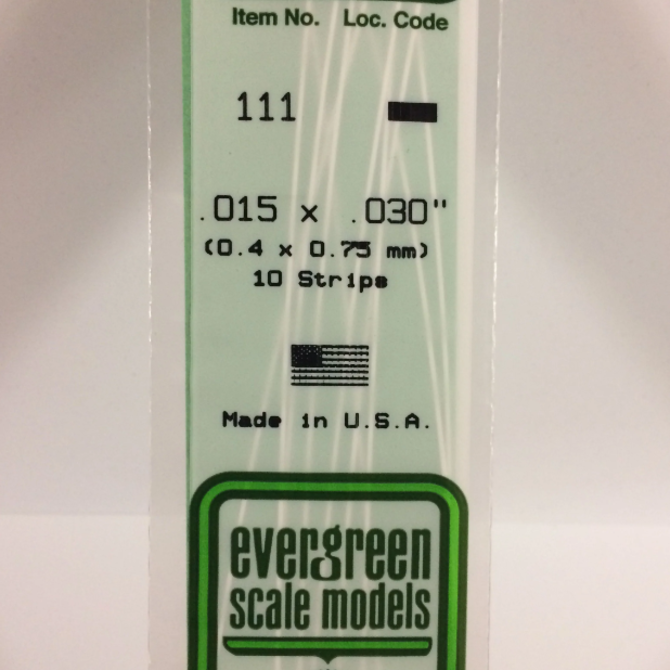 Item No. Loc. Code
111
.015 x .030"
(0.4 x 0.75 mm)
10 Strips
Made in U.S.A.
evergreen
scale models